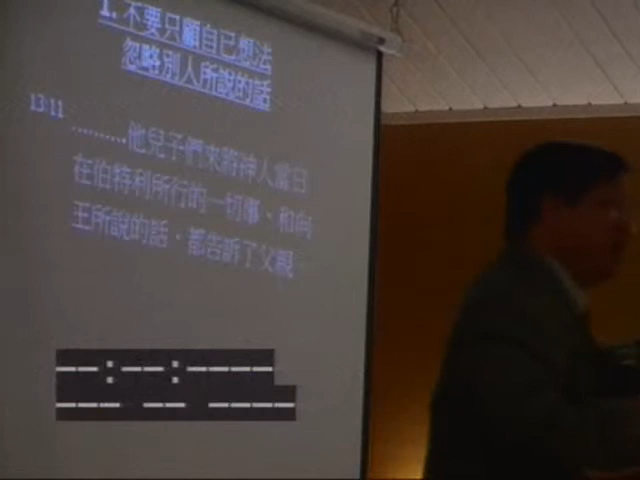 1. 不要只顧自已想法
忽略別人所說的話
13:11 .........他兒子們來將神人當日
在伯特利所行的一切事、和向
王所說的話、都告訴了父親
--:--:----
--- -- ----